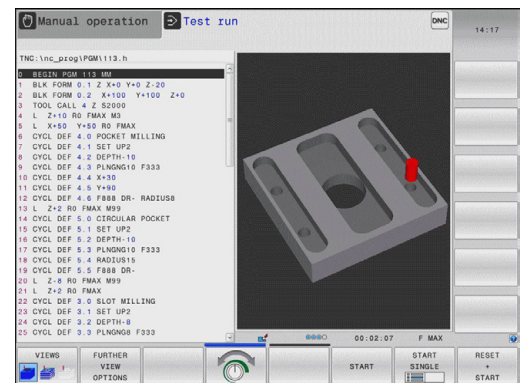 Manual operation
Test run
DNC
14:17
TNC:\nc_prog\PGM\113.h
0 BEGIN PGM 113 MM
1 BLK FORM 0.1 Z X+0 Y+0 Z-20
2 BLK FORM 0.2 X+100 Y+100 Z+0
3 TOOL CALL 4 Z S2000
4 L Z+10 R0 FMAX M3
5 L X+50 Y+50 R0 FMAX
6 CYCL DEF 4.0 POCKET MILLING
7 CYCL DEF 4.1 SET UP2
8 CYCL DEF 4.2 DEPTH-10
9 CYCL DEF 4.3 PLNGNG10 F333
10 CYCL DEF 4.4 X+30
11 CYCL DEF 4.5 Y+90
12 CYCL DEF 4.6 F888 DR- RADIUS8
13 L Z+2 R0 FMAX M99
14 CYCL DEF 5.0 CIRCULAR POCKET
15 CYCL DEF 5.1 SET UP2
16 CYCL DEF 5.2 DEPTH-10
17 CYCL DEF 5.3 PLNGNG10 F333
18 CYCL DEF 5.4 RADIUS15
19 CYCL DEF 5.5 F888 DR-
20 L Z-8 R0 FMAX M99
21 L Z+2 R0 FMAX
22 CYCL DEF 3.0 SLOT MILLING
23 CYCL DEF 3.1 SET UP2
24 CYCL DEF 3.2 DEPTH-8
25 CYCL DEF 3.3 PLNGNG8 F333
00:02:07 F MAX
VIEWS
FURTHER
VIEW
OPTIONS
START
START
SINGLE
RESET
+
START